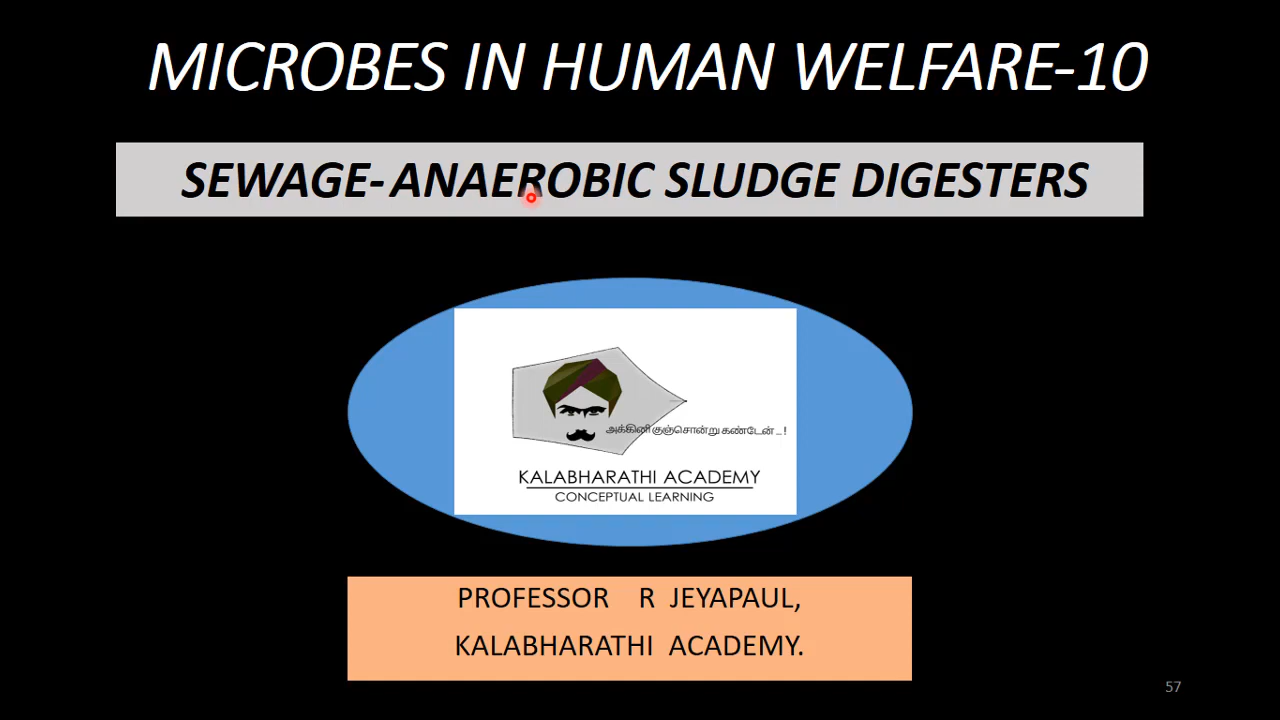 MICROBES IN HUMAN WELFARE-10
SEWAGE- ANAEROBIC SLUDGE DIGESTERS
அக்கினி குஞ்சொன்று கண்டேன் ...!
KALABHARATHI ACADEMY
CONCEPTUAL LEARNING
PROFESSOR R JEYAPAUL,
KALABHARATHI ACADEMY.
57